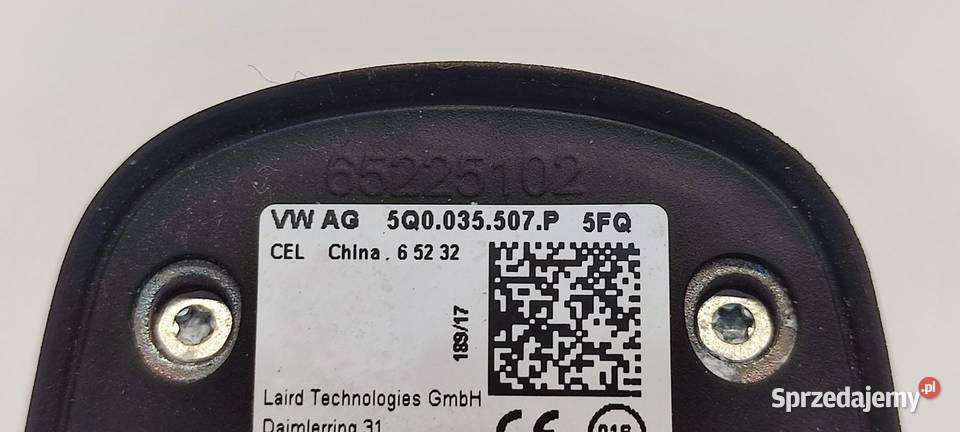 65225102
VW AG 5Q0.035.507.P 5FQ
CEL China . 6 52 32
189/17
Laird Technologies GmbH
Daimlerring 31
CE
Sprzedajemy.pl